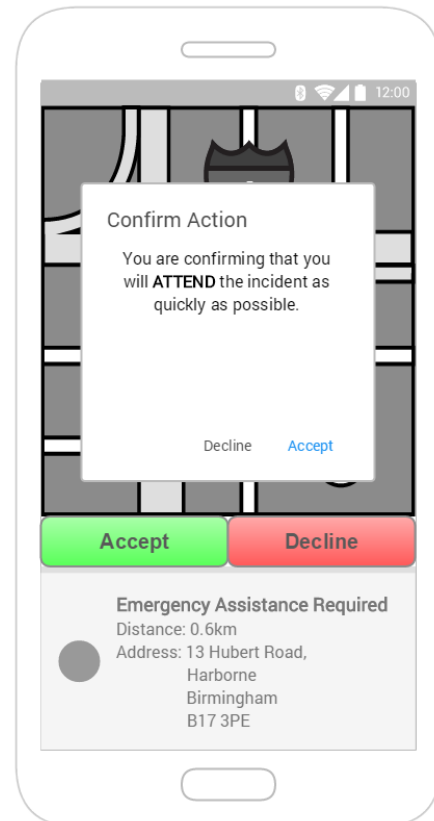 12:00
Confirm Action
You are confirming that you
will ATTEND the incident as
quickly as possible.
Decline Accept
Accept Decline
Emergency Assistance Required
Distance: 0.6km
Address: 13 Hubert Road,
Harborne
Birmingham
B17 3PE